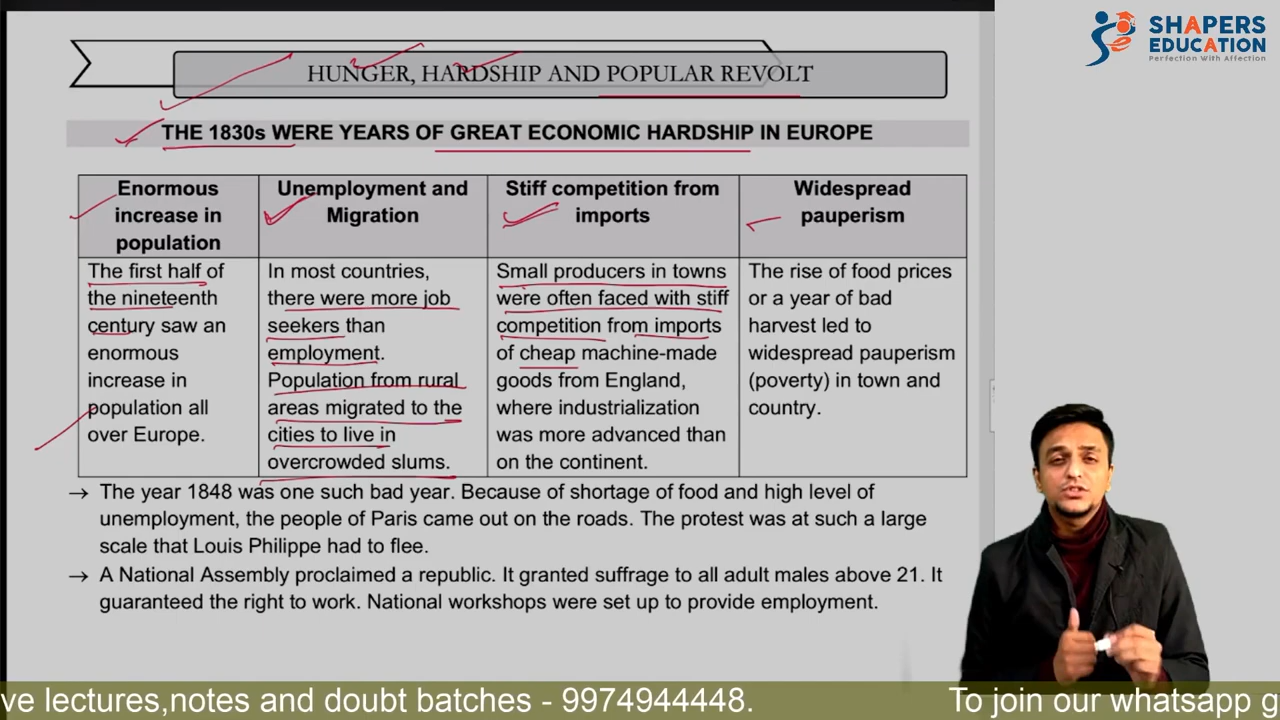 SHAPERS
EDUCATION
Perfection With Affection
HUNGER, HARDSHIP AND POPULAR REVOLT
THE 1830s WERE YEARS OF GREAT ECONOMIC HARDSHIP IN EUROPE
Enormous
increase in
population
The first half of
the nineteenth
century saw an
enormous
increase in
population all
over Europe.
Unemployment and
Migration
In most countries,
there were more job
seekers than
employment.
Population from rural
areas migrated to the
cities to live in
overcrowded slums.
Stiff competition from
imports
Small producers in towns
were often faced with stiff
competition from imports
of cheap machine-made
goods from England,
where industrialization
was more advanced than
on the continent.
Widespread
pauperism
The rise of food prices
or a year of bad
harvest led to
widespread pauperism
(poverty) in town and
country.
→ The year 1848 was one such bad year. Because of shortage of food and high level of
unemployment, the people of Paris came out on the roads. The protest was at such a large
scale that Louis Philippe had to flee.
→ A National Assembly proclaimed a republic. It granted suffrage to all adult males above 21. It
guaranteed the right to work. National workshops were set up to provide employment.
ve lectures,notes and doubt batches - 9974944448. To join our whatsapp g